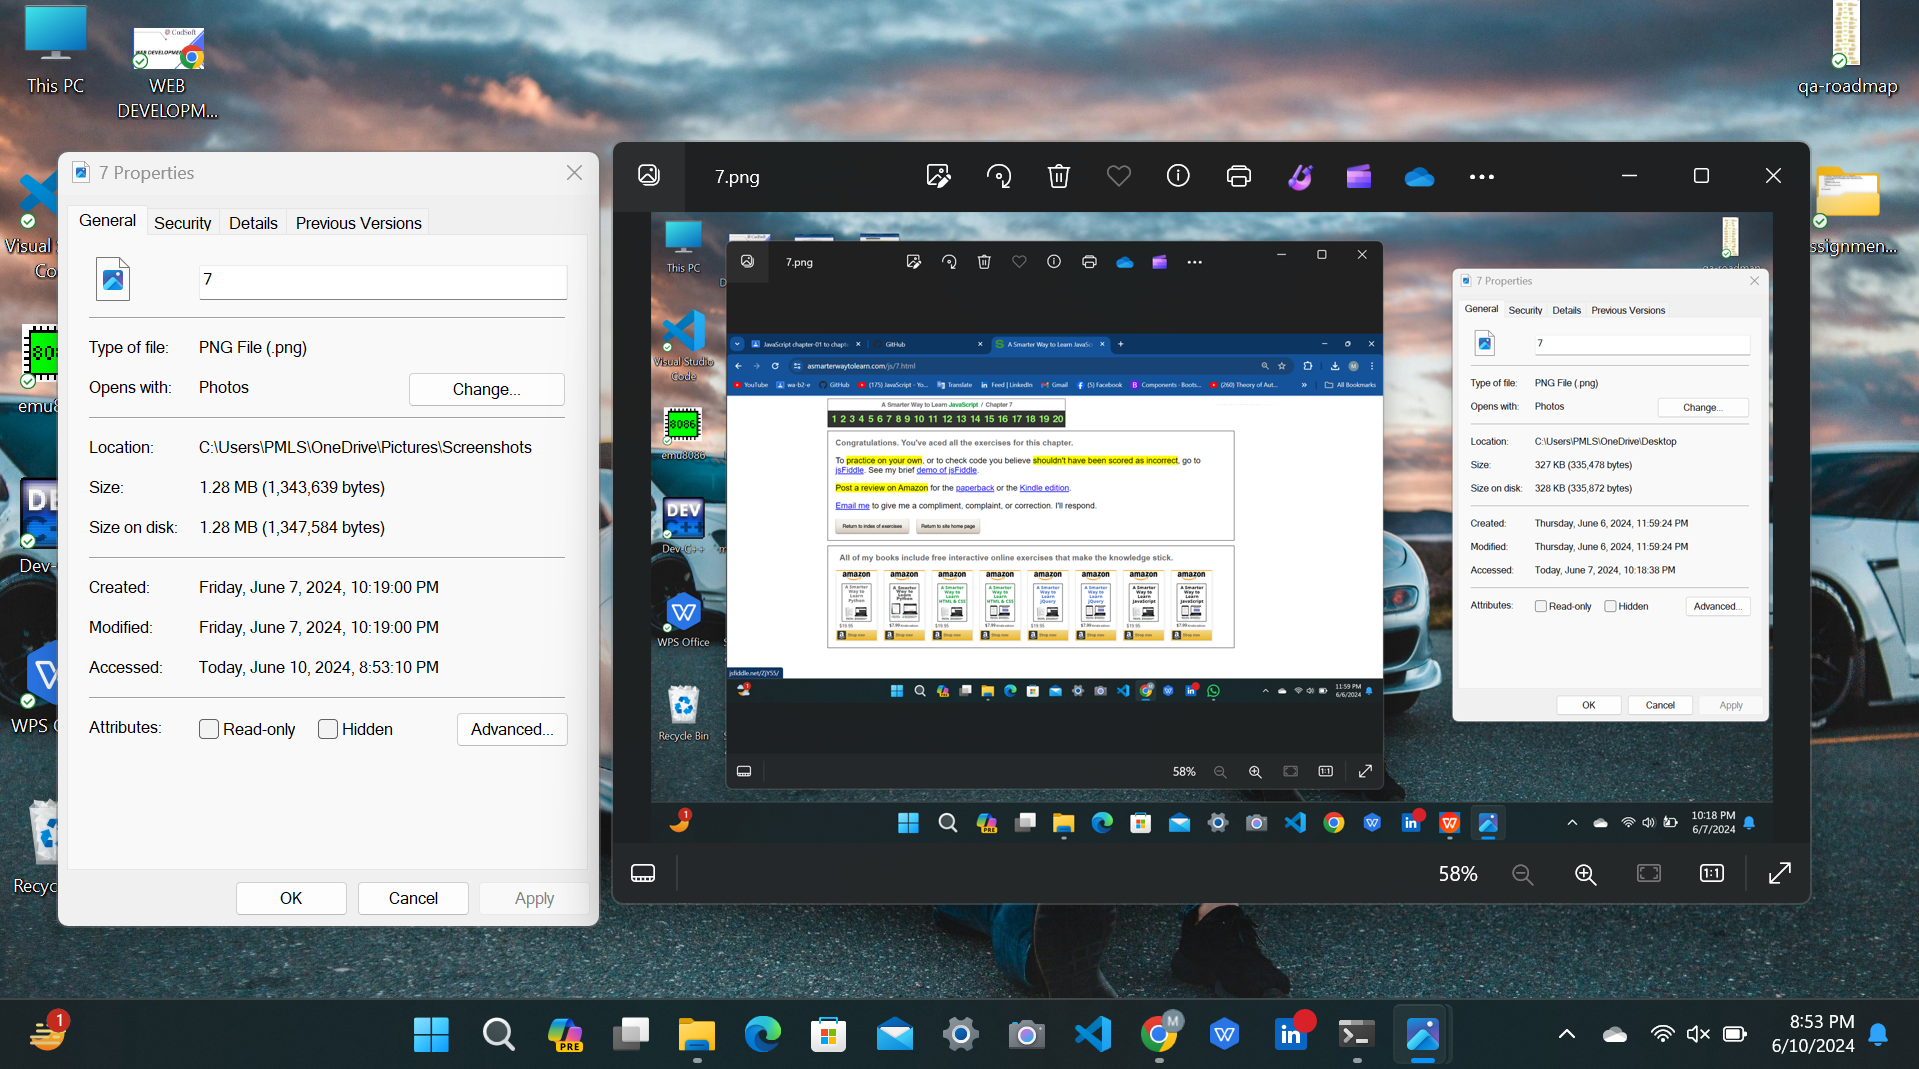 This PC
WEB
DEVELOPM...
qa-roadmap
Visual
Co
emu8
Dev-
WPS
Recyc
ssignmen...
7 Properties
General
Security
Details
Previous Versions
7
Type of file:
PNG File (.png)
Opens with:
Photos
Change...
Location:
C:\Users\PMLS\OneDrive\Pictures\Screenshots
Size:
1.28 MB (1,343,639 bytes)
Size on disk:
1.28 MB (1,347,584 bytes)
Created:
Friday, June 7, 2024, 10:19:00 PM
Modified:
Friday, June 7, 2024, 10:19:00 PM
Accessed:
Today, June 10, 2024, 8:53:10 PM
Attributes:
Read-only
Hidden
Advanced...
OK
Cancel
Apply
7.png
This PC
Visual Studio
Code
8086
emu8086
DEV
Dev-C++
WPS Office
Recycle Bin
7.png
JavaScript chapter-01 to chapt
GitHub
A Smarter Way to Learn JavaSc
asmarterwaytolearn.com/js/7.html
YouTube
wa-b2-e
GitHub
(175) JavaScript - Yo...
Translate
Feed | LinkedIn
Gmail
(5) Facebook
Components - Boots...
(260) Theory of Aut...
All Bookmarks
A Smarter Way to Learn JavaScript / Chapter 7
1 2 3 4 5 6 7 8 9 10 11 12 13 14 15 16 17 18 19 20
Congratulations. You've aced all the exercises for this chapter.
To practice on your own, or to check code you believe shouldn't have been scored as incorrect, go to
jsFiddle. See my brief demo of jsFiddle.
Post a review on Amazon for the paperback or the Kindle edition.
Email me to give me a compliment, complaint, or correction. I'll respond.
Return to index of exercises
Return to site home page
All of my books include free interactive online exercises that make the knowledge stick.
amazon amazon amazon amazon amazon amazon amazon amazon
jsfiddle.net/ZJY55/
11:59 PM
6/6/2024
58%
7 Properties
General
Security
Details
Previous Versions
7
Type of file:
PNG File (.png)
Opens with:
Photos
Change...
Location:
C:\Users\PMLS\OneDrive\Desktop
Size:
327 KB (335,478 bytes)
Size on disk:
328 KB (335,872 bytes)
Created:
Thursday, June 6, 2024, 11:59:24 PM
Modified:
Thursday, June 6, 2024, 11:59:24 PM
Accessed:
Today, June 7, 2024, 10:18:38 PM
Attributes:
Read-only
Hidden
Advanced...
OK
Cancel
Apply
1
10:18 PM
6/7/2024
58%
1:1
1
PRE
M
in
8:53 PM
6/10/2024